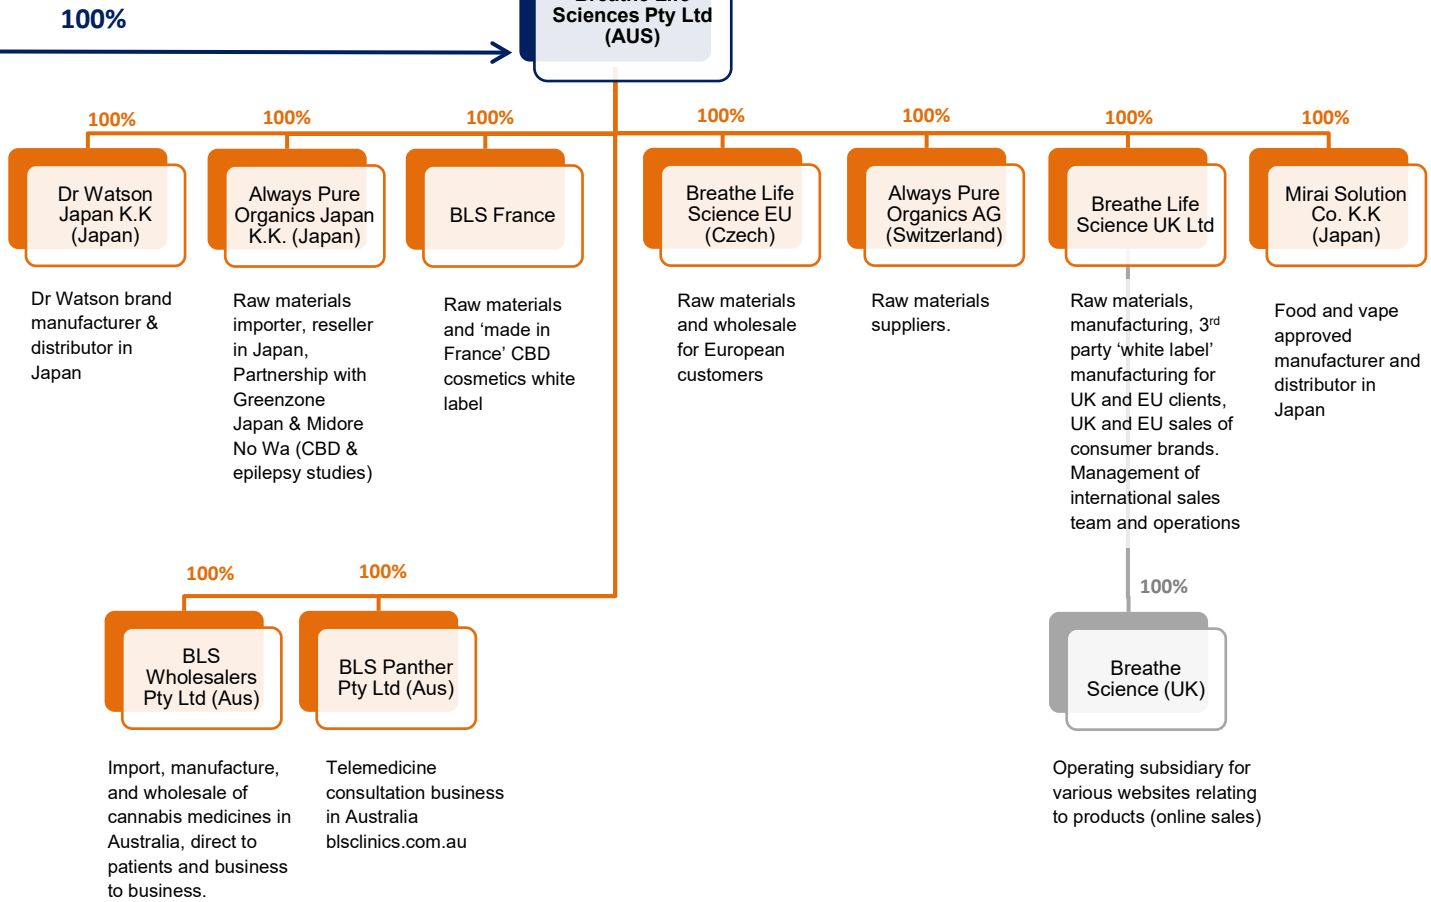 100%
Breathe Life
Sciences Pty Ltd
(AUS)
100%
100%
100%
100%
100%
100%
100%
Dr Watson
Japan K.K
(Japan)
Always Pure
Organics Japan
K.K. (Japan)
BLS France
Breathe Life
Science EU
(Czech)
Always Pure
Organics AG
(Switzerland)
Breathe Life
Science UK Ltd
Mirai Solution
Co. K.K
(Japan)
Dr Watson brand
manufacturer &
distributor in
Japan
Raw materials
importer, reseller
in Japan,
Partnership with
Greenzone
Japan & Midore
No Wa (CBD &
epilepsy studies)
Raw materials
and ‘made in
France’ CBD
cosmetics white
label
Raw materials
and wholesale
for European
customers
Raw materials
suppliers.
Raw materials,
manufacturing, 3rd
party ‘white label’
manufacturing for
UK and EU clients,
UK and EU sales of
consumer brands.
Management of
international sales
team and operations
Food and vape
approved
manufacturer and
distributor in
Japan
100%
100%
100%
BLS
Wholesalers
Pty Ltd (Aus)
BLS Panther
Pty Ltd (Aus)
Breathe
Science (UK)
Import, manufacture,
and wholesale of
cannabis medicines in
Australia, direct to
patients and business
to business.
Telemedicine
consultation business
in Australia
blsclinics.com.au
Operating subsidiary for
various websites relating
to products (online sales)